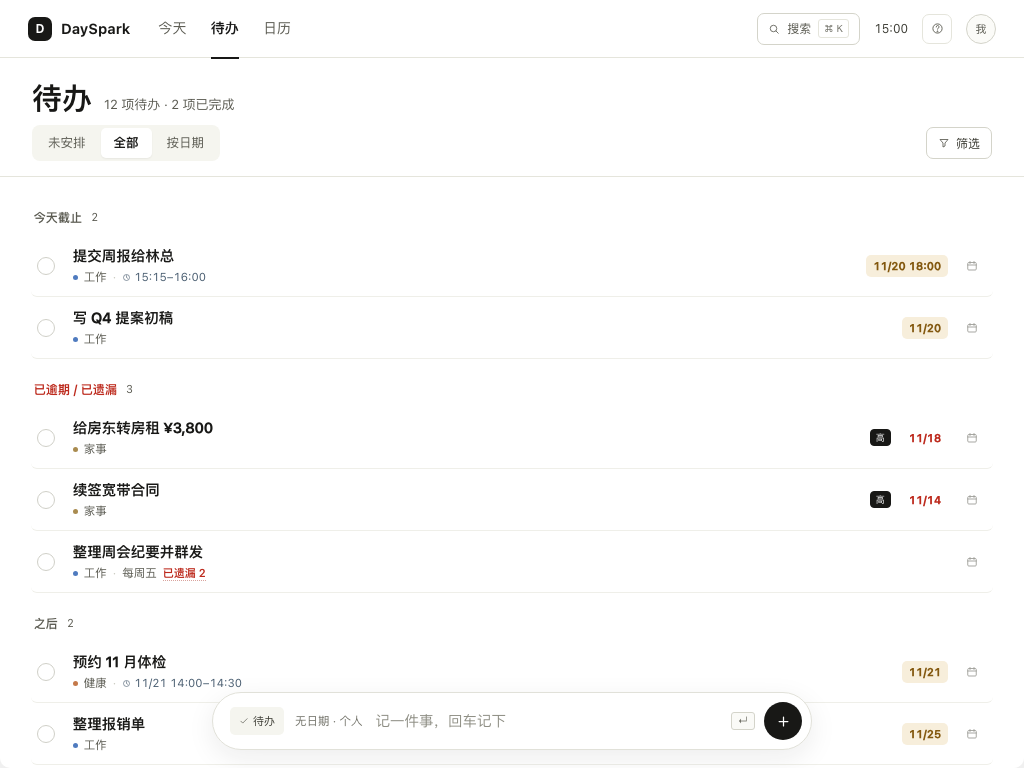 D DaySpark 今天 待办 日历 搜索 ⌘ K 15:00 我
待办 12 项待办 · 2 项已完成
未安排 全部 按日期 筛选
今天截止 2
提交周报给林总
工作 · 15:15–16:00
11/20 18:00
写 Q4 提案初稿
工作
11/20
已逾期 / 已遗漏 3
给房东转房租 ¥3,800
家事
高 11/18
续签宽带合同
家事
高 11/14
整理周会纪要并群发
工作 · 每周五 已遗漏 2
之后 2
预约 11 月体检
健康 · 11/21 14:00–14:30
11/21
整理报销单
工作
11/25
待办 无日期 · 个人 记一件事，回车记下